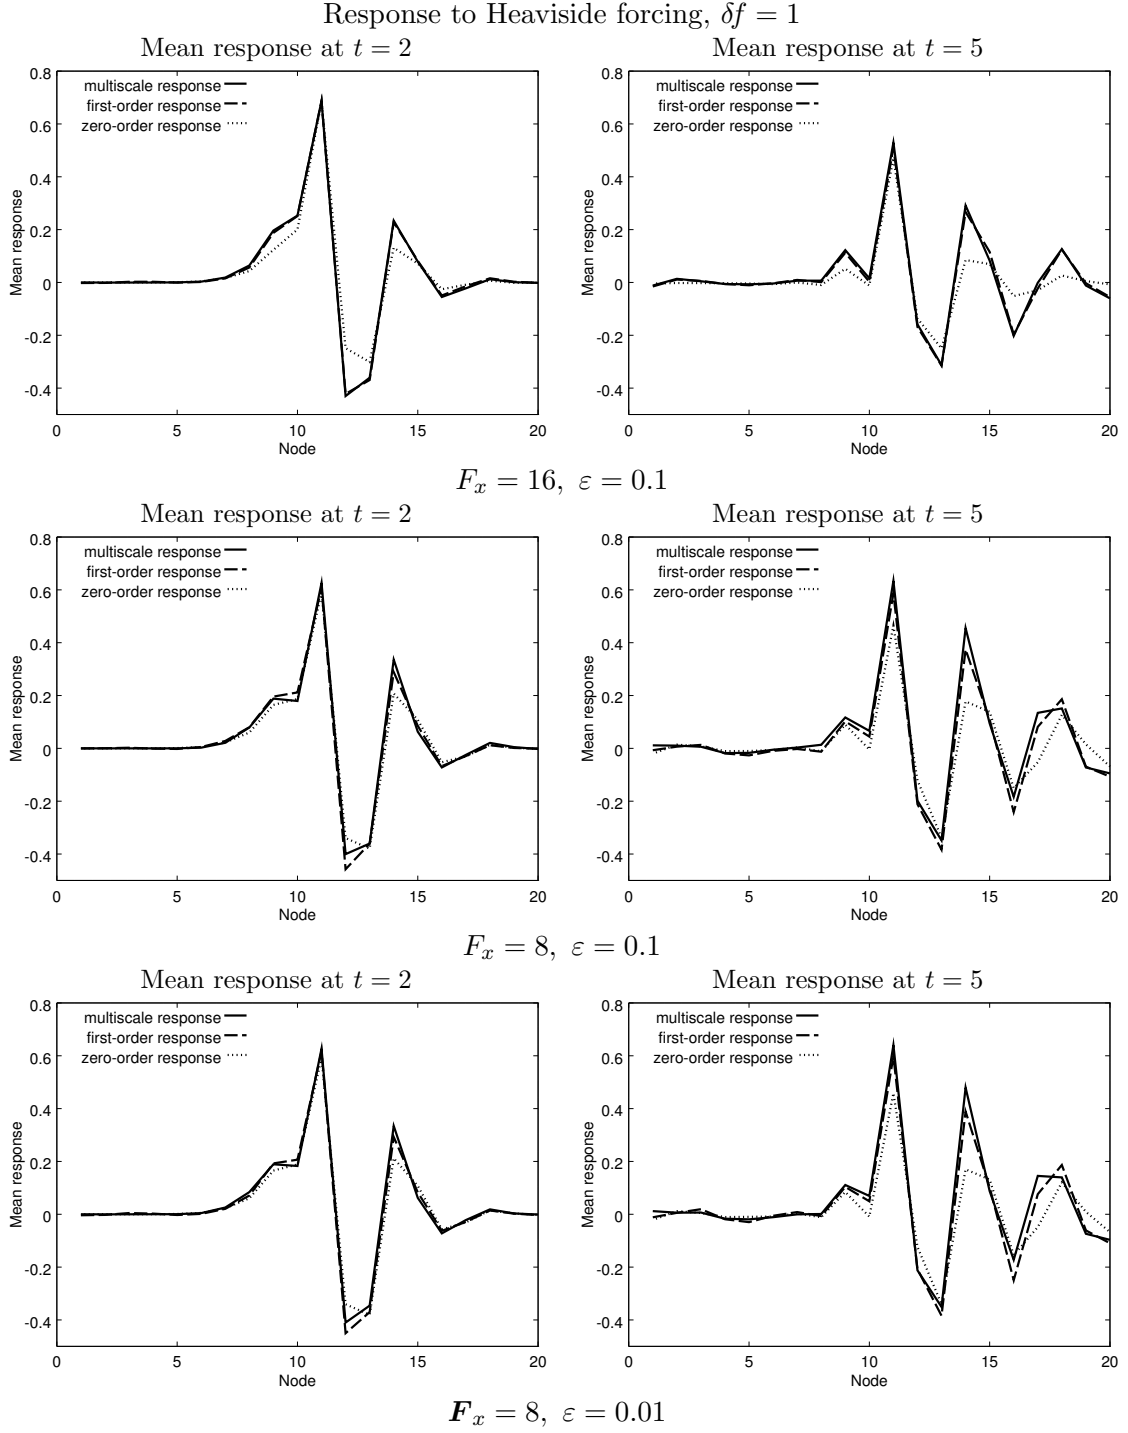 Response to Heaviside forcing, δf = 1
Mean response at t = 2
Mean response at t = 5
multiscale response
first-order response
zero-order response
Mean response
0.8
0.6
0.4
0.2
0
-0.2
-0.4
0 5 10 15 20
Node
multiscale response
first-order response
zero-order response
Mean response
0.8
0.6
0.4
0.2
0
-0.2
-0.4
0 5 10 15 20
Node
F_x = 16, ε = 0.1
Mean response at t = 2
Mean response at t = 5
multiscale response
first-order response
zero-order response
Mean response
0.8
0.6
0.4
0.2
0
-0.2
-0.4
0 5 10 15 20
Node
multiscale response
first-order response
zero-order response
Mean response
0.8
0.6
0.4
0.2
0
-0.2
-0.4
0 5 10 15 20
Node
F_x = 8, ε = 0.1
Mean response at t = 2
Mean response at t = 5
multiscale response
first-order response
zero-order response
Mean response
0.8
0.6
0.4
0.2
0
-0.2
-0.4
0 5 10 15 20
Node
multiscale response
first-order response
zero-order response
Mean response
0.8
0.6
0.4
0.2
0
-0.2
-0.4
0 5 10 15 20
Node
F_x = 8, ε = 0.01